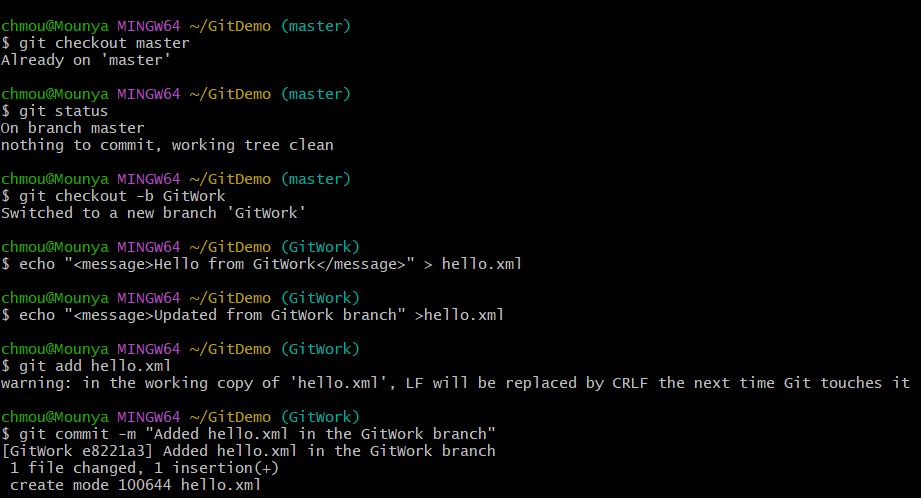 chmou@Mounya MINGW64 ~/GitDemo (master)
$ git checkout master
Already on 'master'

chmou@Mounya MINGW64 ~/GitDemo (master)
$ git status
On branch master
nothing to commit, working tree clean

chmou@Mounya MINGW64 ~/GitDemo (master)
$ git checkout -b GitWork
Switched to a new branch 'GitWork'

chmou@Mounya MINGW64 ~/GitDemo (GitWork)
$ echo "<message>Hello from GitWork</message>" > hello.xml

chmou@Mounya MINGW64 ~/GitDemo (GitWork)
$ echo "<message>Updated from GitWork branch" >hello.xml

chmou@Mounya MINGW64 ~/GitDemo (GitWork)
$ git add hello.xml
warning: in the working copy of 'hello.xml', LF will be replaced by CRLF the next time Git touches it

chmou@Mounya MINGW64 ~/GitDemo (GitWork)
$ git commit -m "Added hello.xml in the GitWork branch"
[GitWork e8221a3] Added hello.xml in the GitWork branch
 1 file changed, 1 insertion(+)
 create mode 100644 hello.xml